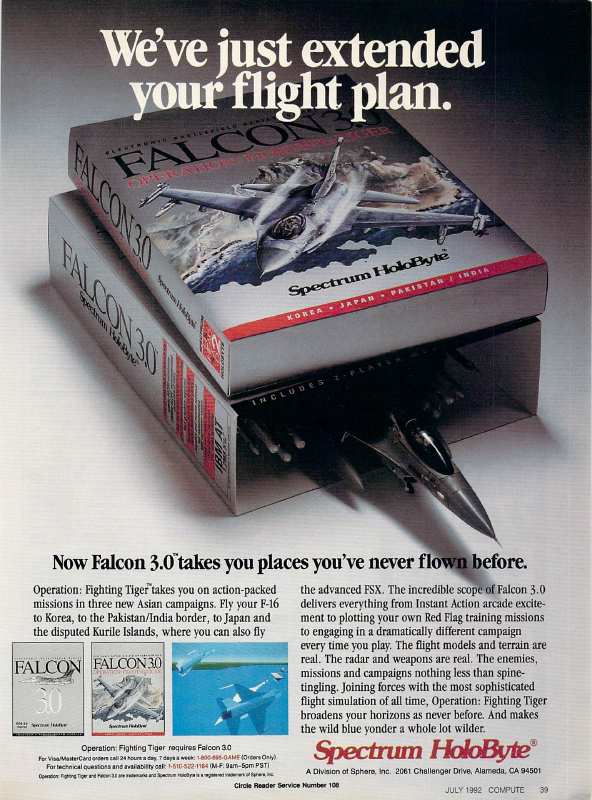 We've just extended
your flight plan.
ELECTRONIC BATTLEFIELD SERIES
FALCON 3.0
OPERATION: FIGHTING TIGER
FALCON 3.0
Spectrum HoloByte
Spectrum HoloByte™
KOREA • JAPAN • PAKISTAN / INDIA
FALCON 3.0
Spectrum HoloByte
IBM AT
INCLUDES 2-PLAYER
Now Falcon 3.0™ takes you places you've never flown before.
Operation: Fighting Tiger™ takes you on action-packed
missions in three new Asian campaigns. Fly your F-16
to Korea, to the Pakistan/India border, to Japan and
the disputed Kurile Islands, where you can also fly
the advanced FSX. The incredible scope of Falcon 3.0
delivers everything from Instant Action arcade excite-
ment to plotting your own Red Flag training missions
to engaging in a dramatically different campaign
every time you play. The flight models and terrain are
real. The radar and weapons are real. The enemies,
missions and campaigns nothing less than spine-
tingling. Joining forces with the most sophisticated
flight simulation of all time, Operation: Fighting Tiger
broadens your horizons as never before. And makes
the wild blue yonder a whole lot wilder.
FALCON
3.0
Spectrum HoloByte
FALCON 3.0
OPERATION: FIGHTING TIGER
Spectrum HoloByte
Operation: Fighting Tiger requires Falcon 3.0
For Visa/MasterCard orders call 24 hours a day, 7 days a week: 1-800-695-GAME (Orders Only).
For technical questions and availability call: 1-510-522-1164 (M-F: 9am-5pm PST)
Operation: Fighting Tiger and Falcon 3.0 are trademarks and Spectrum HoloByte is a registered trademark of Sphere, Inc.
Spectrum HoloByte®
A Division of Sphere, Inc. 2061 Challenger Drive, Alameda, CA 94501
Circle Reader Service Number 108
JULY 1992 COMPUTE 39